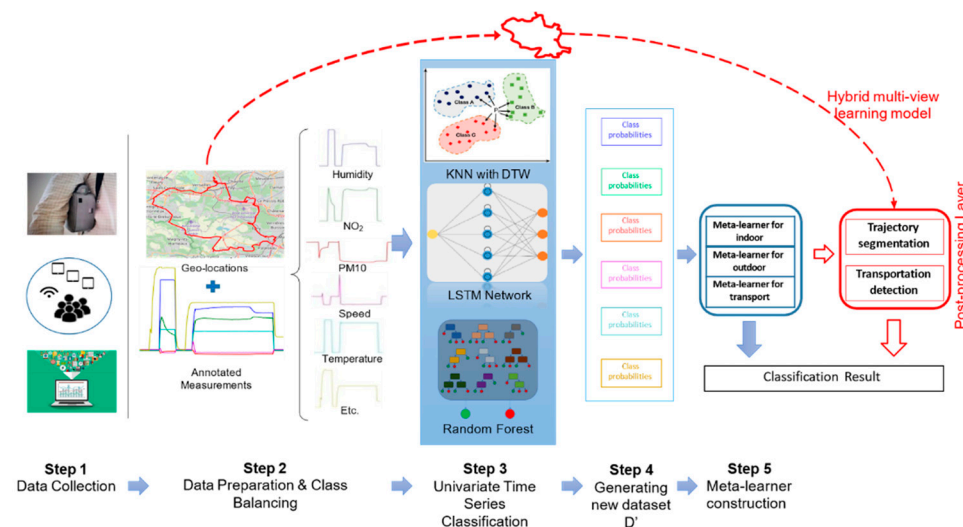 Hybrid multi-view
learning model
Class A
Class B
Class C
KNN with DTW
LSTM Network
Random Forest
Geo-locations
Annotated
Measurements
Humidity
NO2
PM10
Speed
Temperature
Etc.
Class
probabilities
Class
probabilities
Class
probabilities
Class
probabilities
Class
probabilities
Class
probabilities
Meta-learner for
indoor
Meta-learner for
outdoor
Meta-learner for
transport
Trajectory
segmentation
Transportation
detection
Post-processing Layer
Classification Result
Step 1
Data Collection
Step 2
Data Preparation & Class
Balancing
Step 3
Univariate Time
Series
Classification
Step 4
Generating
new dataset
D'
Step 5
Meta-learner
construction